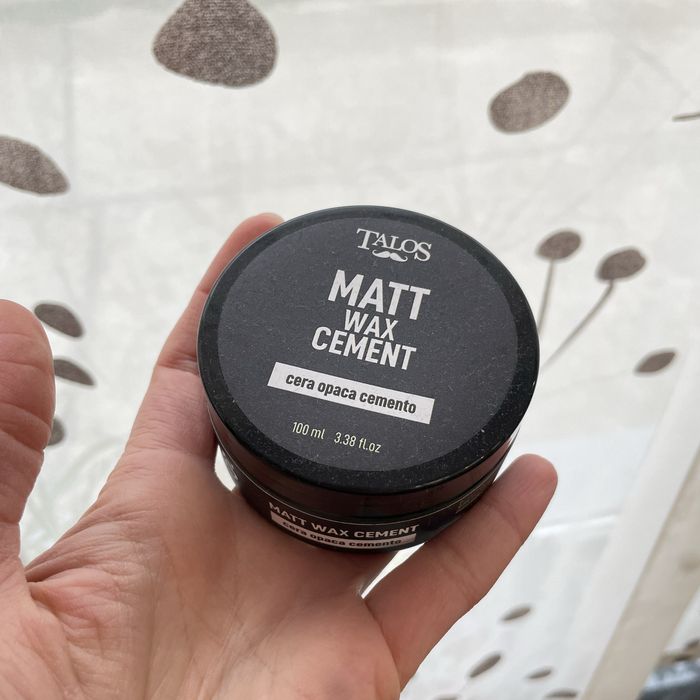 TALOS
MATT
WAX
CEMENT
cera opaca cemento
100 ml 3.38 fl.oz
MATT WAX CEMENT
cera opaca cemento